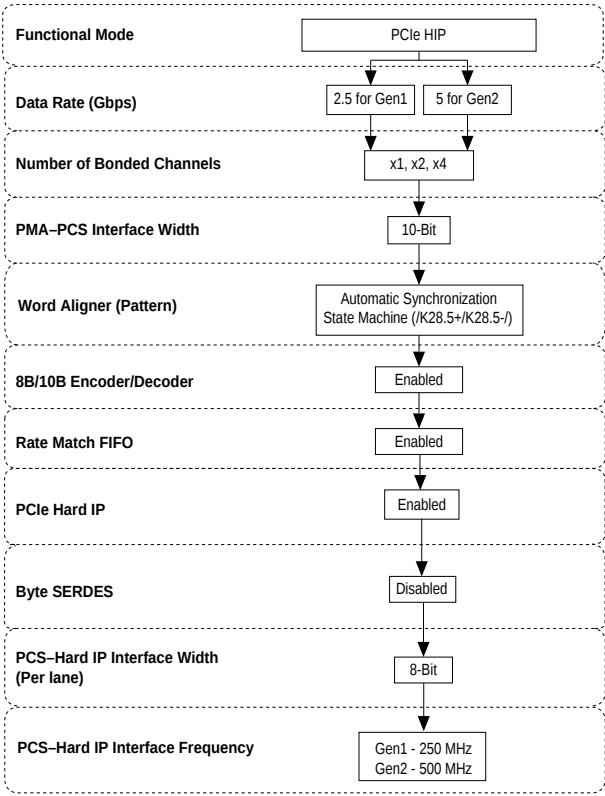 Functional Mode
PCIe HIP
Data Rate (Gbps)
2.5 for Gen1
5 for Gen2
Number of Bonded Channels
x1, x2, x4
PMA–PCS Interface Width
10-Bit
Word Aligner (Pattern)
Automatic Synchronization
State Machine (/K28.5+/K28.5-/)
8B/10B Encoder/Decoder
Enabled
Rate Match FIFO
Enabled
PCIe Hard IP
Enabled
Byte SERDES
Disabled
PCS–Hard IP Interface Width
(Per lane)
8-Bit
PCS–Hard IP Interface Frequency
Gen1 - 250 MHz
Gen2 - 500 MHz